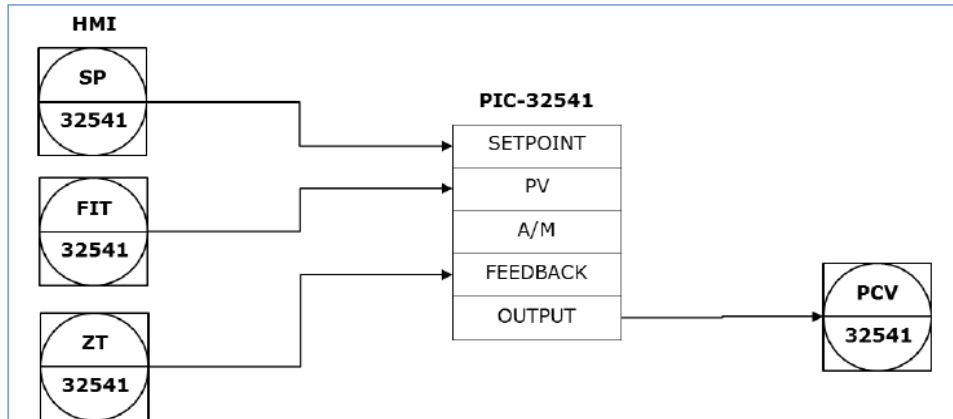 HMI
SP
32541
FIT
32541
ZT
32541
PIC-32541
SETPOINT
PV
A/M
FEEDBACK
OUTPUT
PCV
32541